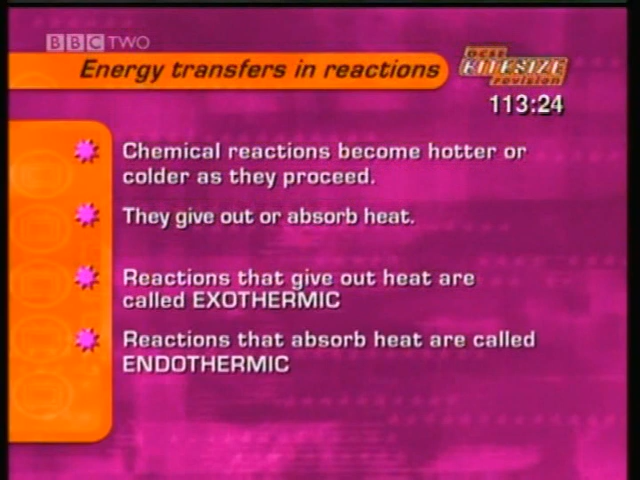 BBC TWO
Energy transfers in reactions
GCSE
BITESIZE
revision
113:24
Chemical reactions become hotter or
colder as they proceed.
They give out or absorb heat.
Reactions that give out heat are
called EXOTHERMIC
Reactions that absorb heat are called
ENDOTHERMIC